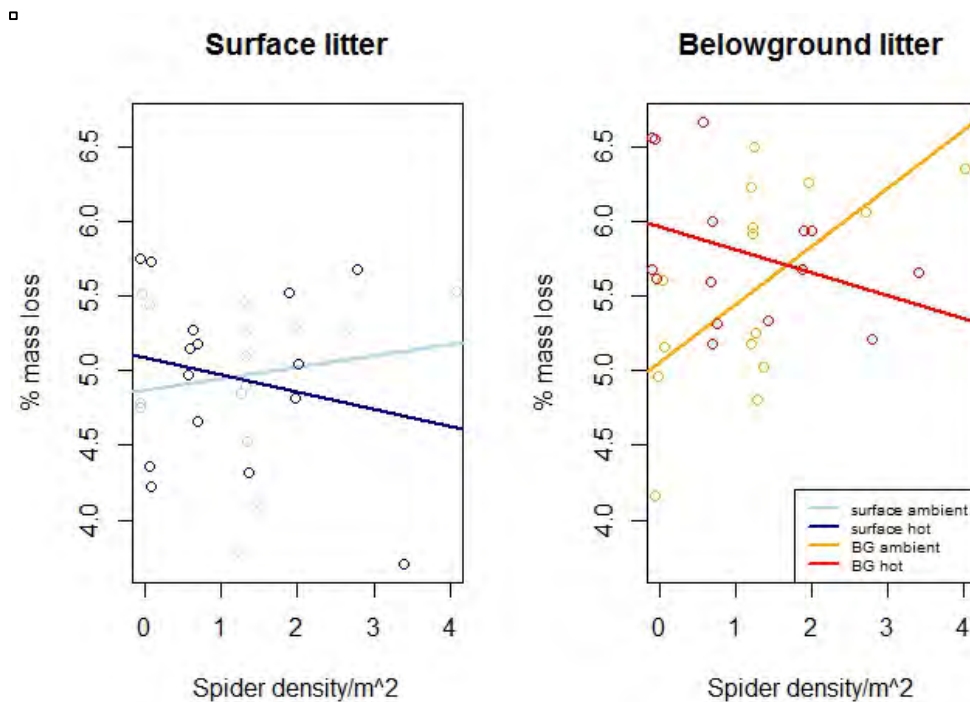 Surface litter
% mass loss
6.5
6.0
5.5
5.0
4.5
4.0
0 1 2 3 4
Spider density/m^2
Belowground litter
% mass loss
6.5
6.0
5.5
5.0
4.5
4.0
surface ambient
surface hot
BG ambient
BG hot
0 1 2 3 4
Spider density/m^2